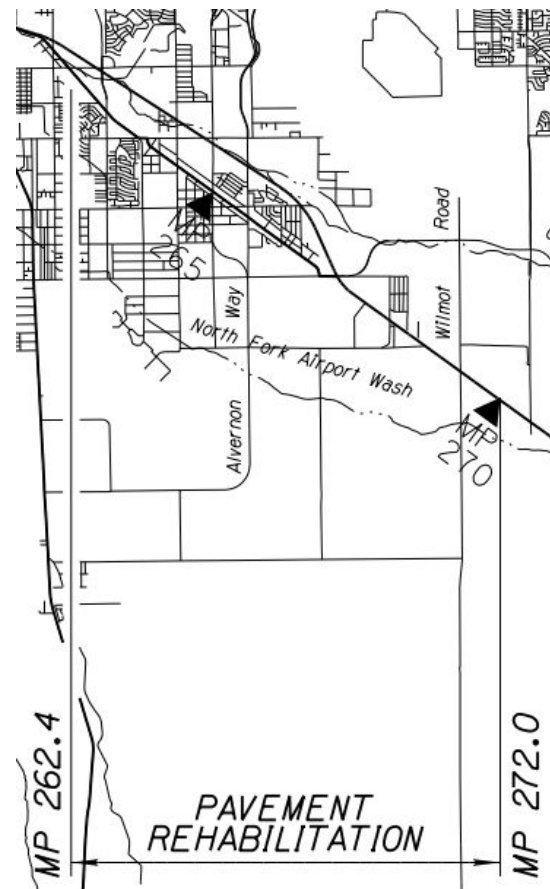 MP
265
Road
Wilmot
Way
Alvernon
North Fork Airport Wash
MP
270
MP 262.4
PAVEMENT
REHABILITATION
MP 272.0